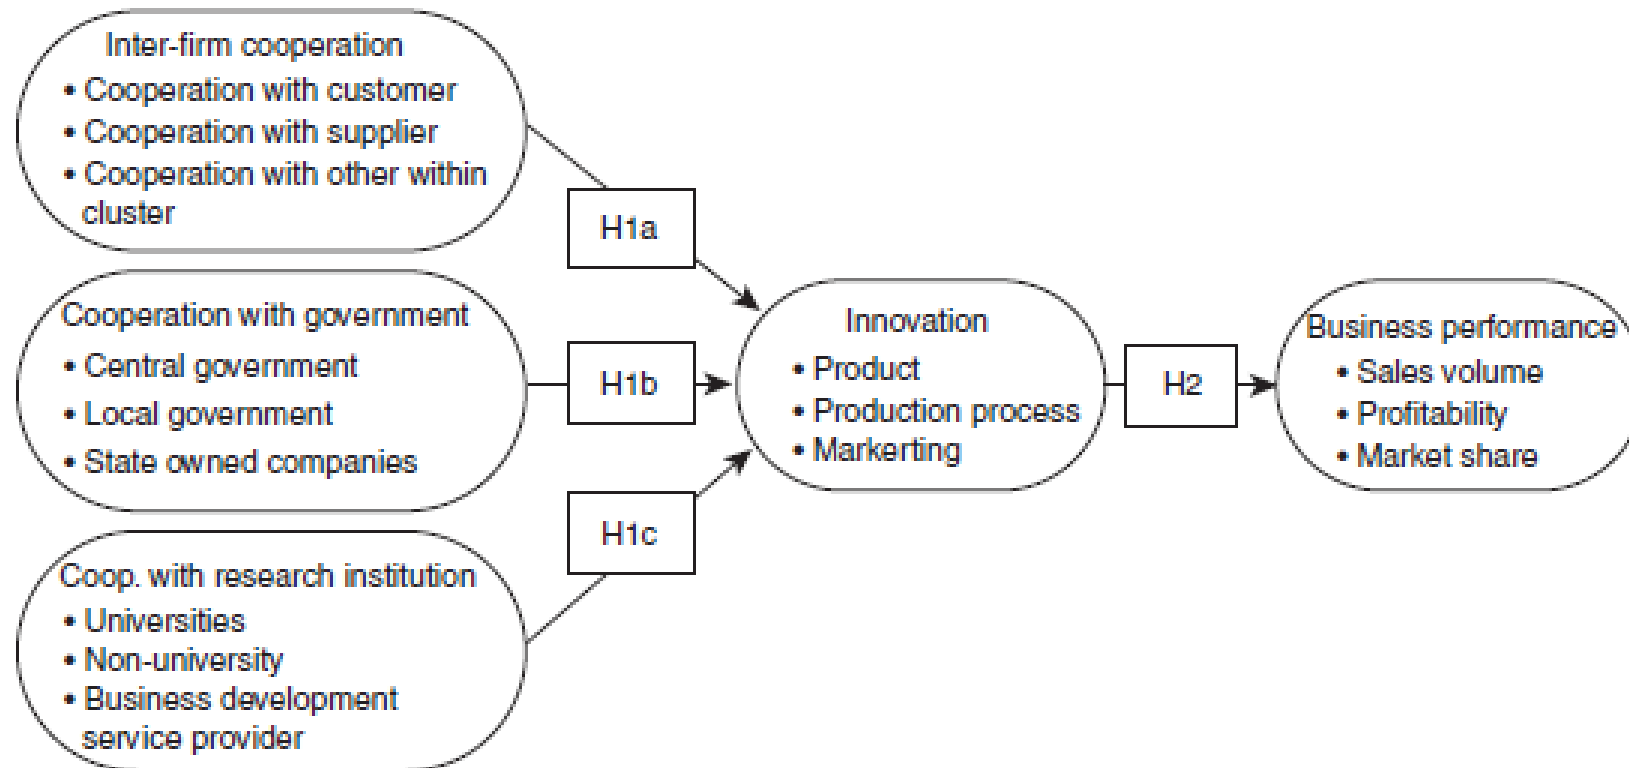 Inter-firm cooperation
• Cooperation with customer
• Cooperation with supplier
• Cooperation with other within
cluster
H1a
Cooperation with government
• Central government
• Local government
• State owned companies
H1b
Coop. with research institution
• Universities
• Non-university
• Business development
service provider
H1c
Innovation
• Product
• Production process
• Markerting
H2
Business performance
• Sales volume
• Profitability
• Market share